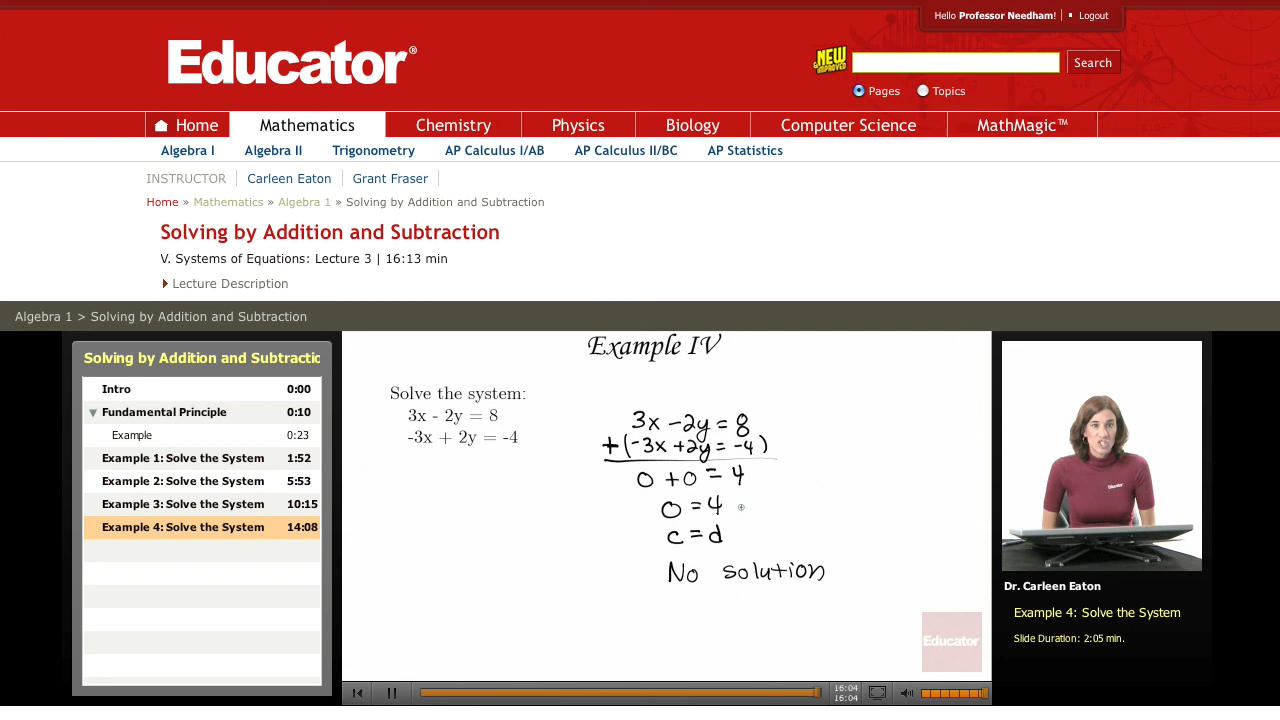 Hello Professor Needham! Logout
Educator®
NEW
& IMPROVED
Search
Pages Topics
Home Mathematics Chemistry Physics Biology Computer Science MathMagic™
Algebra I Algebra II Trigonometry AP Calculus I/AB AP Calculus II/BC AP Statistics
INSTRUCTOR Carleen Eaton Grant Fraser
Home » Mathematics » Algebra 1 » Solving by Addition and Subtraction
Solving by Addition and Subtraction
V. Systems of Equations: Lecture 3 | 16:13 min
Lecture Description
Algebra 1 > Solving by Addition and Subtraction
Solving by Addition and Subtractio
Intro 0:00
Fundamental Principle 0:10
Example 0:23
Example 1: Solve the System 1:52
Example 2: Solve the System 5:53
Example 3: Solve the System 10:15
Example 4: Solve the System 14:08
Example IV
Solve the system:
3x - 2y = 8
-3x + 2y = -4
3x -2y = 8
+(-3x +2y = -4)
0 +0 = 4
0 = 4
c = d
No solution
Educator
16:04
16:04
Educator
Dr. Carleen Eaton
Example 4: Solve the System
Slide Duration: 2:05 min.